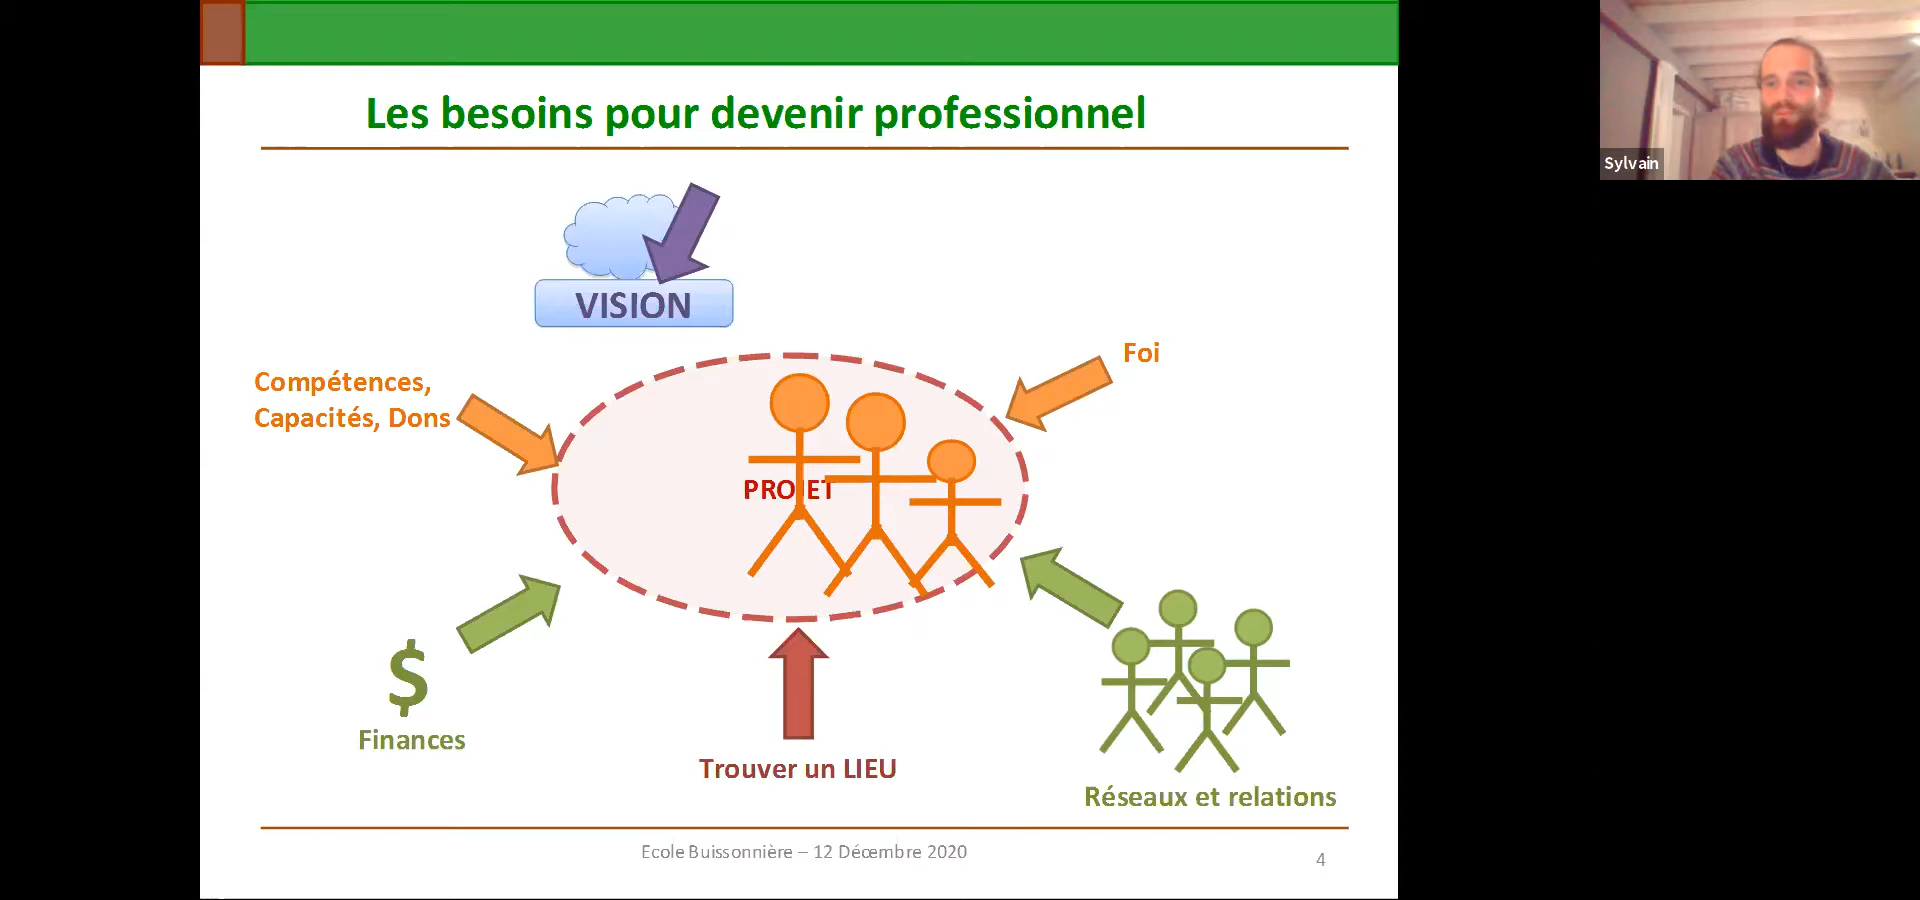 Les besoins pour devenir professionnel
Sylvain
VISION
Foi
Compétences,
Capacités, Dons
PROJET
$
Finances
Trouver un LIEU
Réseaux et relations
Ecole Buissonnière – 12 Décembre 2020
4